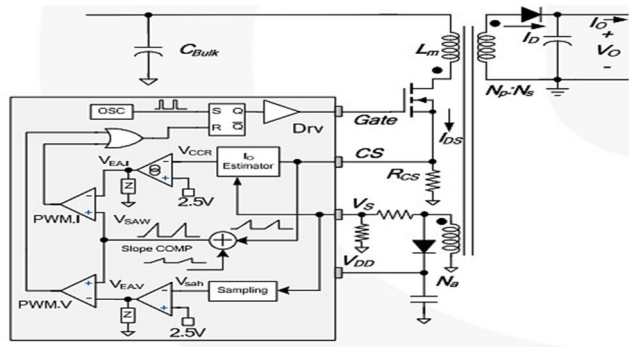 C_Bulk
L_m
I_D
I_O
+
V_O
-
N_p:N_s
OSC
S Q
R Q̅
Drv
Gate
I_DS
V_EA.I
V_CCR
I_O
Estimator
CS
R_CS
Z
2.5V
PWM.I
V_SAW
V_S
Slope COMP
V_DD
N_a
PWM.V
V_EA.V
V_sah
Sampling
Z
2.5V